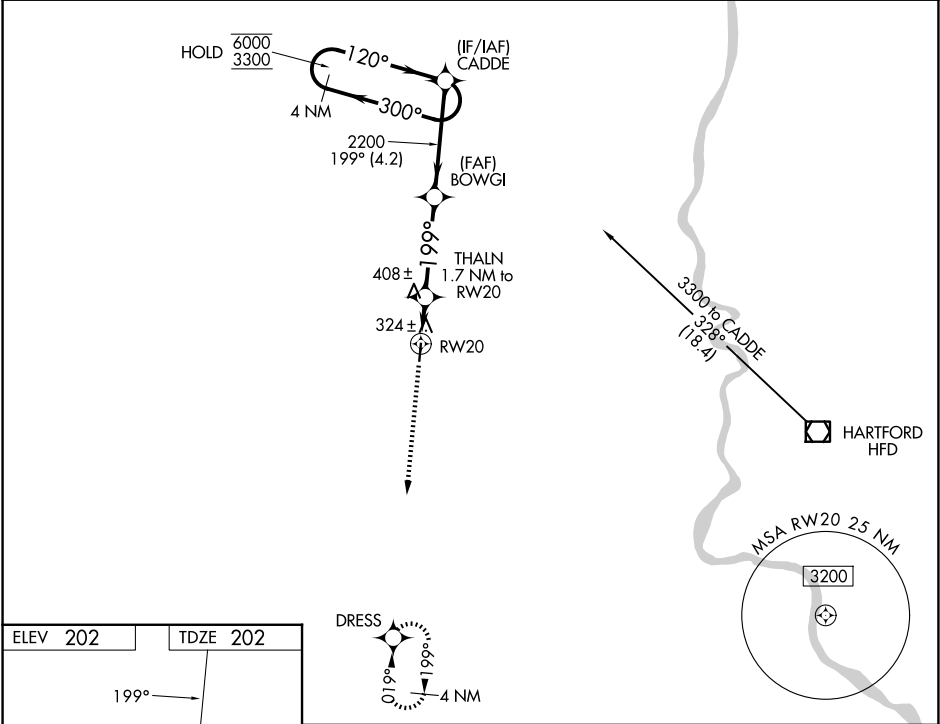 HOLD 6000
3300
120°
(IF/IAF)
CADDE
4 NM
300°
2200
199° (4.2)
(FAF)
BOWGI
199°
THALN
408 ±
1.7 NM to
RW20
324 ±
RW20
3300 to CADDE
328°
(18.4)
HARTFORD
HFD
MSA RW20 25 NM
3200
DRESS
019°
199°
4 NM
ELEV 202
TDZE 202
199°